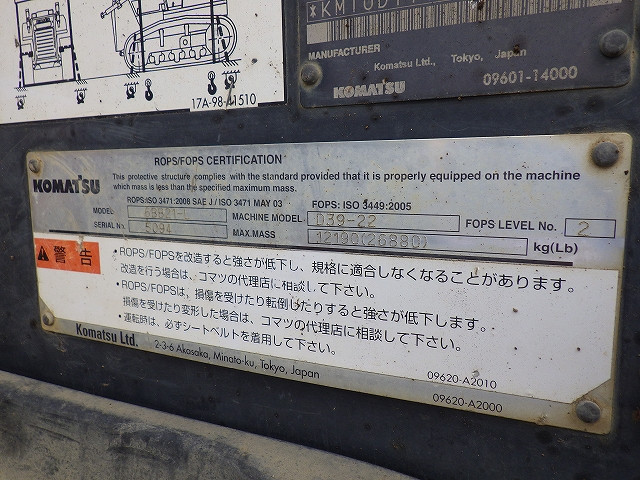 *KM10D1
MANUFACTURER
Komatsu Ltd., Tokyo, Japan
KOMATSU 09601-14000
17A-98-41510
ROPS/FOPS CERTIFICATION
KOMATSU This protective structure complies with the standard provided that it is properly equipped on the machine
which mass is less than the specified maximum mass.
ROPS:ISO 3471:2008 SAE J / ISO 3471 MAY 03 FOPS: ISO 3449:2005
MODEL MACHINE MODEL D39-22 FOPS LEVEL No. 2
SERIAL No. 5094 MAX.MASS 12190(26880) kg(Lb)
警告
• ROPS/FOPSを改造すると強さが低下し、規格に適合しなくなることがあります。
改造を行う場合は、コマツの代理店に相談して下さい。
• ROPS/FOPSは、損傷を受けたり転倒したりすると強さが低下します。
損傷を受けたり変形した場合は、コマツの代理店に相談して下さい。
• 運転時は、必ずシートベルトを着用して下さい。
Komatsu Ltd. 2-3-6 Akasaka, Minato-ku, Tokyo, Japan
09620-A2010
09620-A2000